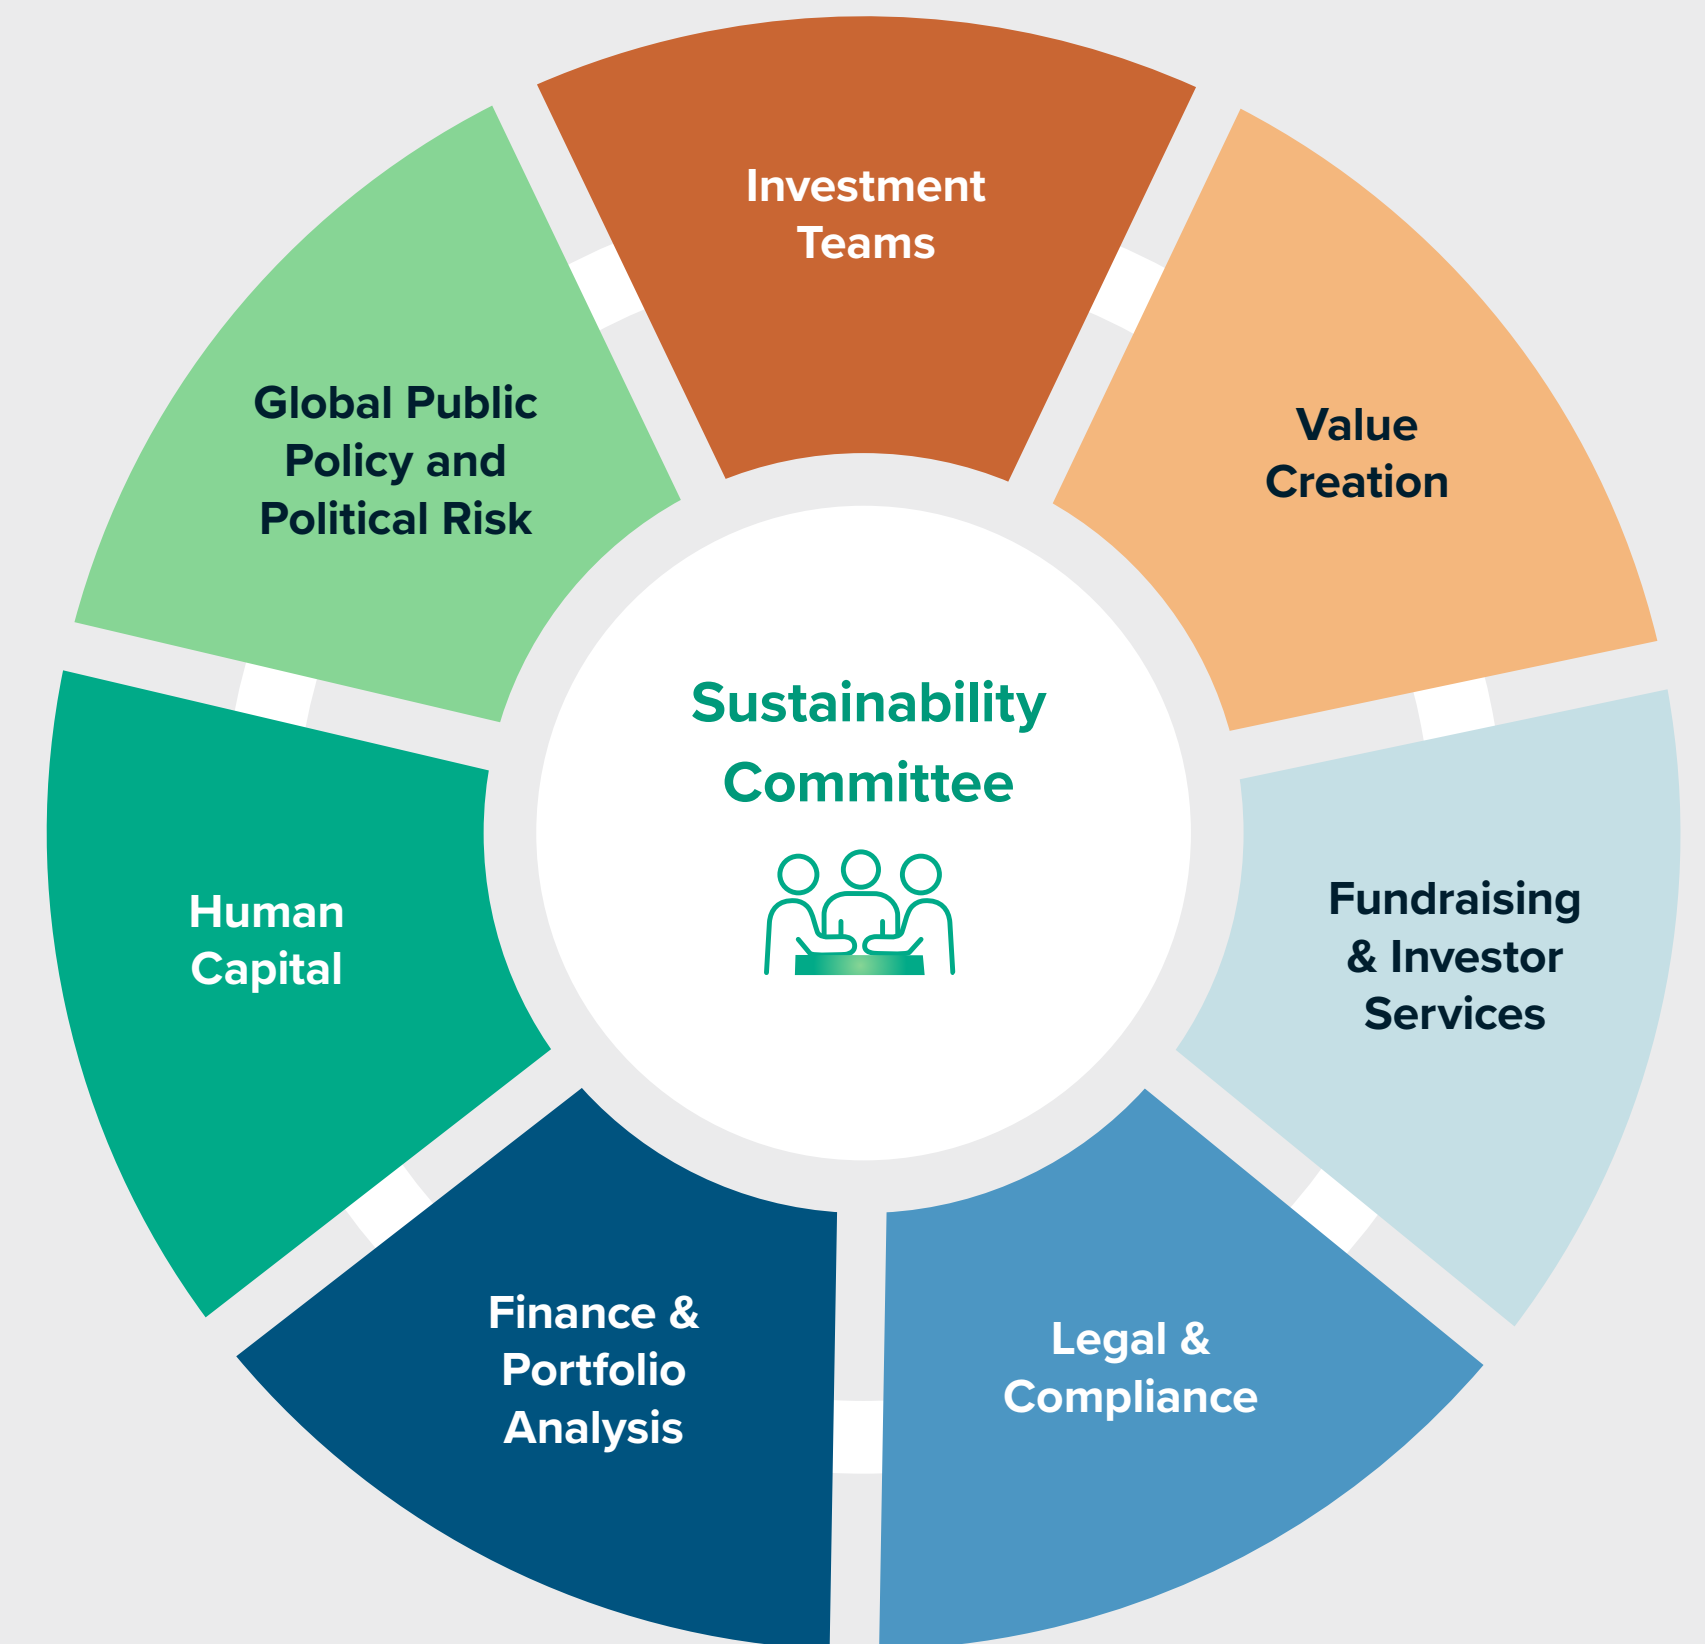 Investment
Teams
Value
Creation
Fundraising
& Investor
Services
Legal &
Compliance
Finance &
Portfolio
Analysis
Human
Capital
Global Public
Policy and
Political Risk
Sustainability
Committee